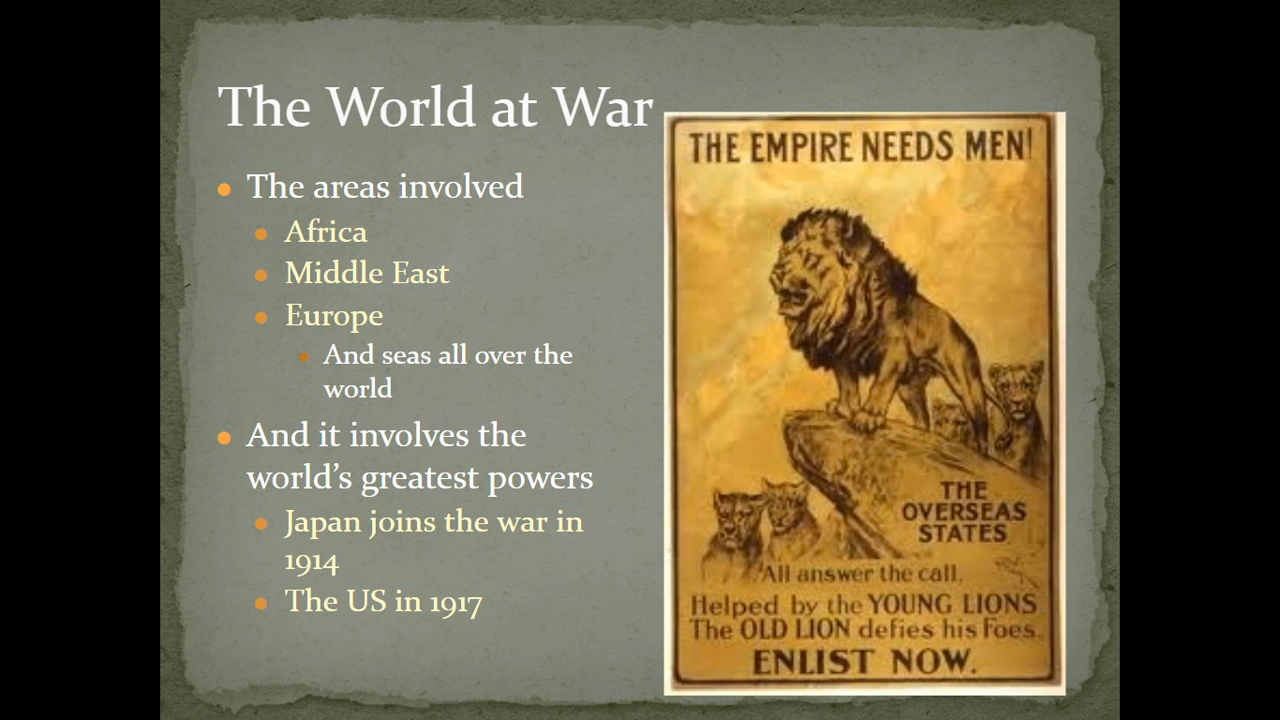 The World at War
The areas involved
Africa
Middle East
Europe
And seas all over the
world
And it involves the
world's greatest powers
Japan joins the war in
1914
The US in 1917
THE EMPIRE NEEDS MEN!
THE
OVERSEAS
STATES
All answer the call.
Helped by the YOUNG LIONS
The OLD LION defies his Foes.
ENLIST NOW.